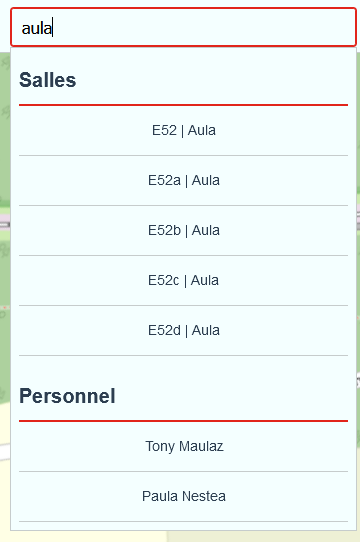 aula
Salles
E52 | Aula
E52a | Aula
E52b | Aula
E52c | Aula
E52d | Aula
Personnel
Tony Maulaz
Paula Nestea